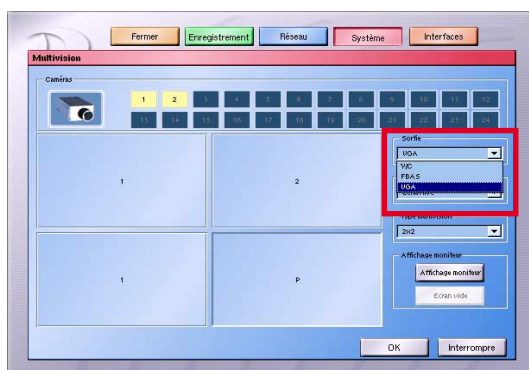 Fermer Enregistrement Réseau Système Interfaces
Multivision
Caméras
1 2 3 4 5 6 7 8 9 10 11 12
13 14 15 16 17 18 19 20 21 22 23 24
Sortie
VGA
Y/C
FBAS
VGA
1 2
Type multivision
2x2
Affichage moniteur
Affichage moniteur
1 P
Ecran vide
OK Interrompre